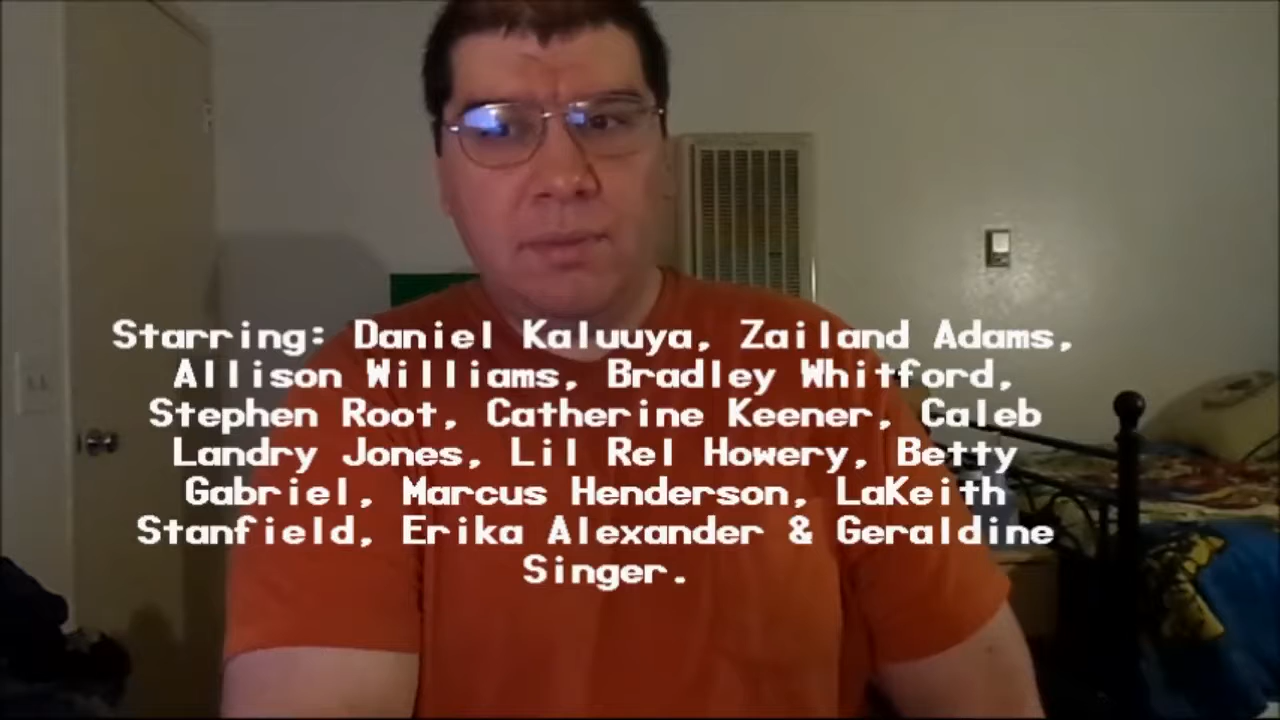 Starring: Daniel Kaluuya, Zailand Adams,
Allison Williams, Bradley Whitford,
Stephen Root, Catherine Keener, Caleb
Landry Jones, Lil Rel Howery, Betty
Gabriel, Marcus Henderson, LaKeith
Stanfield, Erika Alexander & Geraldine
Singer.